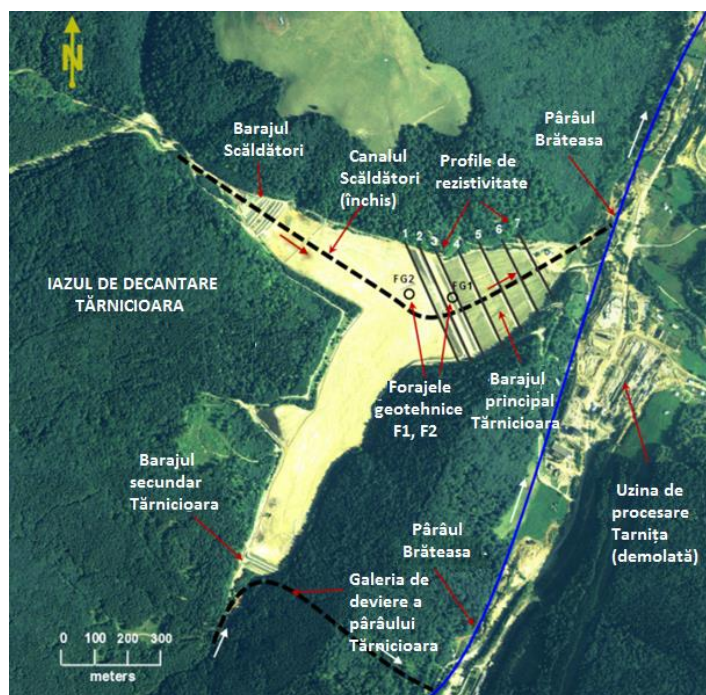 N
Pârâul
Brăteasa
Barajul
Scăldători
Canalul
Scăldători
(închis)
Profile de
rezistivitate
1 2 3 4 5 6 7
IAZUL DE DECANTARE
TĂRNICIOARA
FG2
FG1
Forajele
geotehnice
F1, F2
Barajul
principal
Tărnicioara
Barajul
secundar
Tărnicioara
Uzina de
procesare
Tarnița
(demolată)
Pârâul
Brăteasa
Galeria de
deviere a
pârâului
Tărnicioara
0 100 200 300
meters